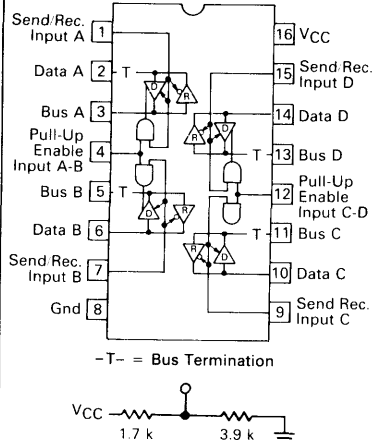 Send/Rec.
Input A
1
16
VCC
Data A
2
T
D
R
15
Send/Rec.
Input D
Bus A
3
14
Data D
Pull-Up
Enable
Input A-B
4
R
D
T
13
Bus D
Bus B
5
T
12
Pull-Up
Enable
Input C-D
Data B
6
D
R
T
11
Bus C
Send/Rec.
Input B
7
R
D
10
Data C
Gnd
8
9
Send Rec.
Input C
-T- = Bus Termination
VCC
1.7 k
3.9 k